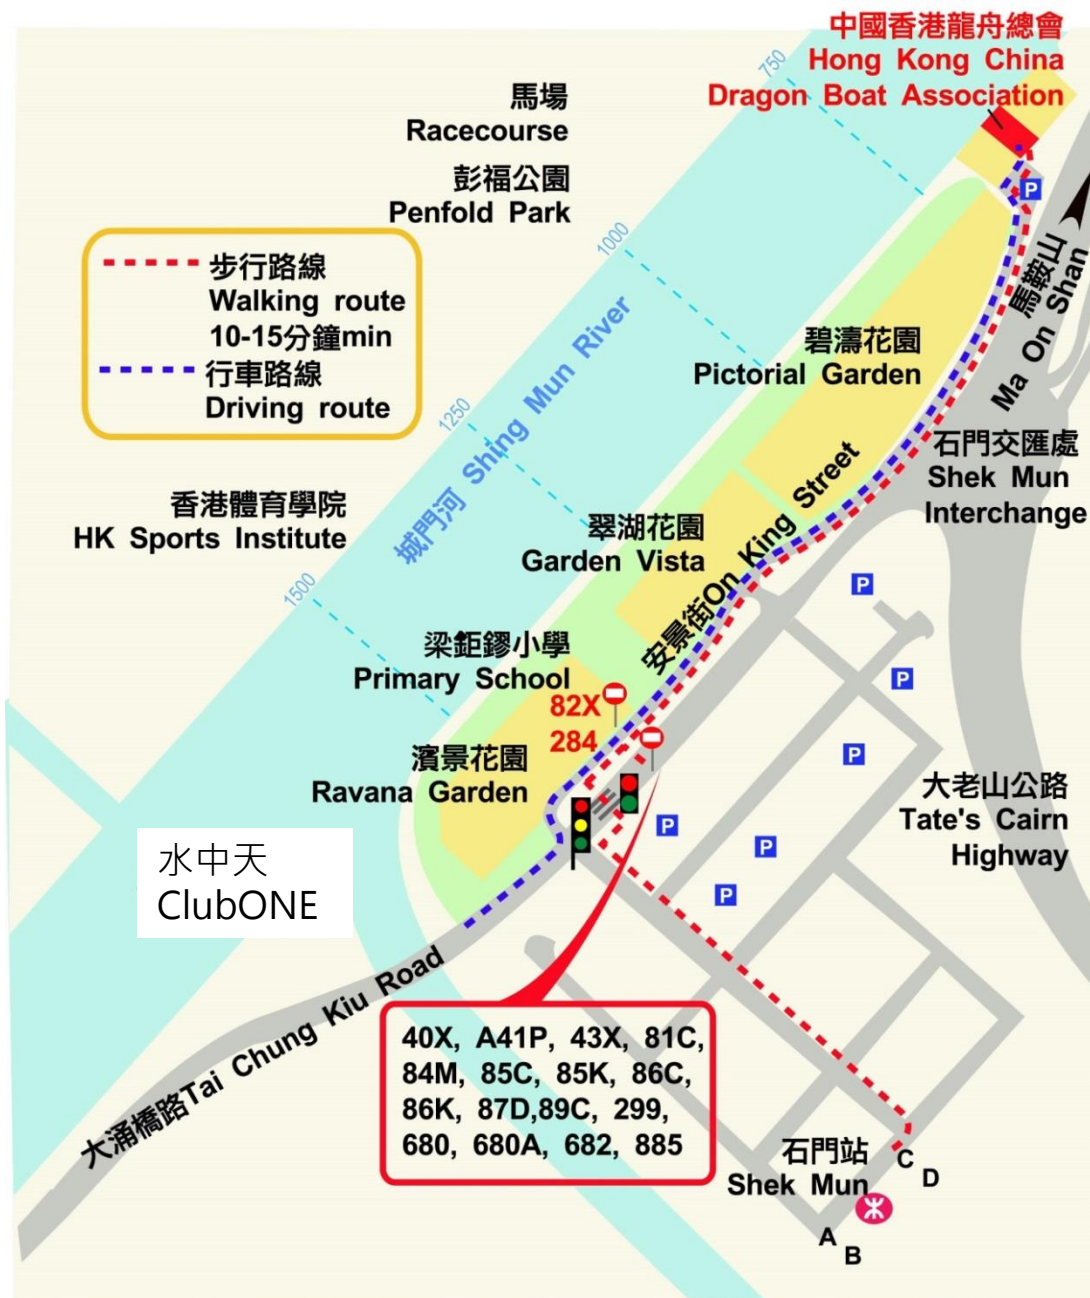 中國香港龍舟總會
Hong Kong China
Dragon Boat Association
750
馬場
Racecourse
彭福公園
Penfold Park
P
1000
步行路線
Walking route
10-15分鐘min
行車路線
Driving route
馬鞍山
Ma On Shan
碧濤花園
Pictorial Garden
1250
城門河 Shing Mun River
石門交匯處
Shek Mun
Interchange
香港體育學院
HK Sports Institute
翠湖花園
Garden Vista
安景街On King Street
1500
P
梁鉅鏐小學
Primary School
P
82X
284
濱景花園
Ravana Garden
P
大老山公路
Tate's Cairn
Highway
P
P
水中天
ClubONE
P
大涌橋路Tai Chung Kiu Road
40X, A41P, 43X, 81C,
84M, 85C, 85K, 86C,
86K, 87D,89C, 299,
680, 680A, 682, 885
石門站
Shek Mun
C
D
A
B